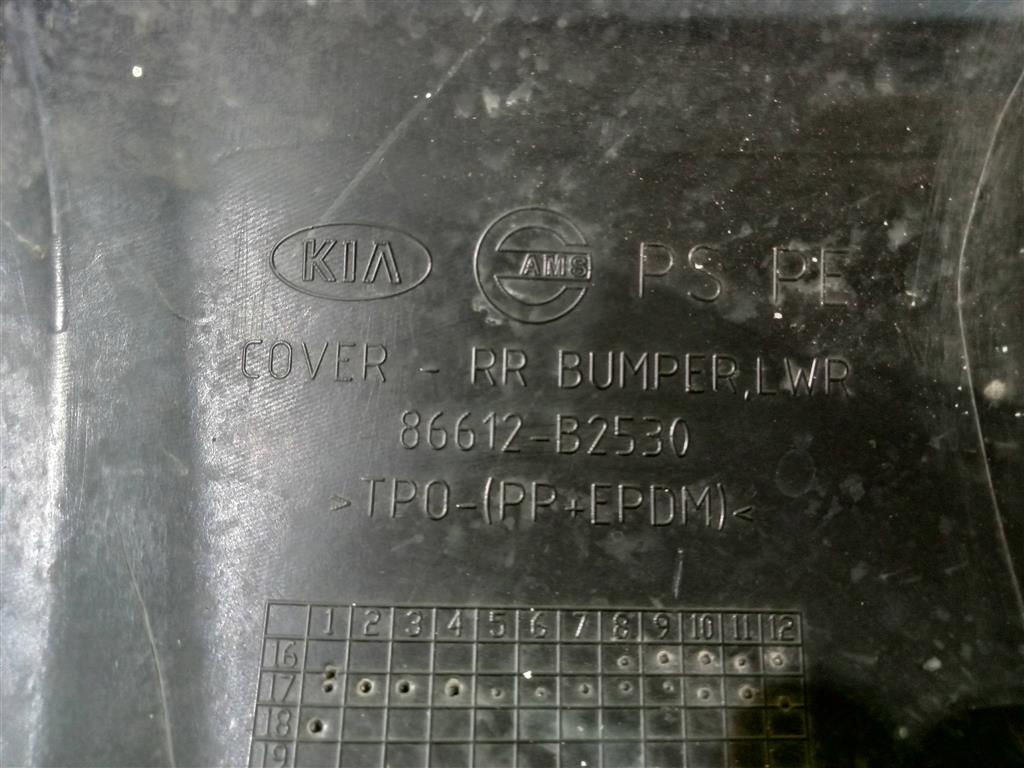 KIA AMS PS PE
COVER - RR BUMPER,LWR
86612-B2530
>TPO-(PP+EPDM)<
1 2 3 4 5 6 7 8 9 10 11 12
16
17
18
19